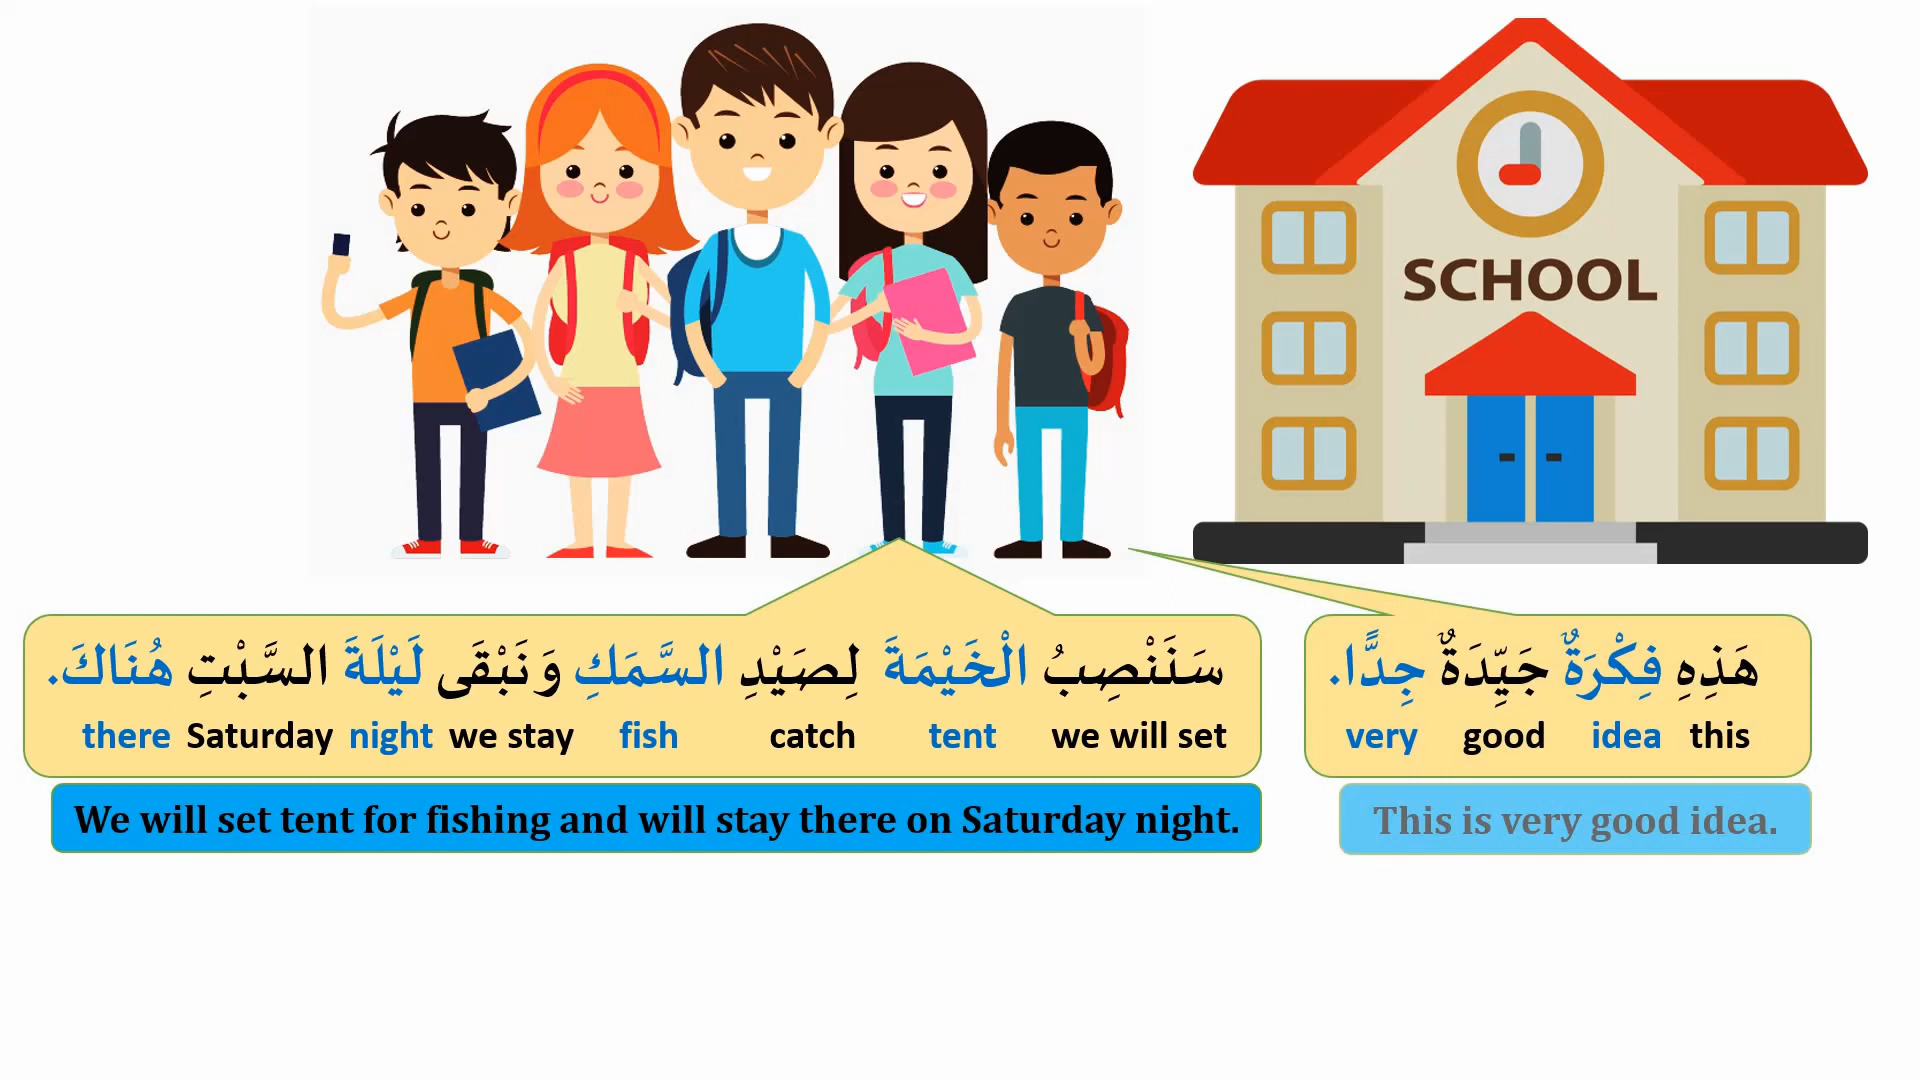 SCHOOL
هَذِهِ فِكْرَةٌ جَيِّدَةٌ جِدًّا.
this idea good very
This is very good idea.
سَنَنْصِبُ الْخَيْمَةَ لِصَيْدِ السَّمَكِ وَنَبْقَى لَيْلَةَ السَّبْتِ هُنَاكَ.
there Saturday night we stay fish catch tent we will set
We will set tent for fishing and will stay there on Saturday night.